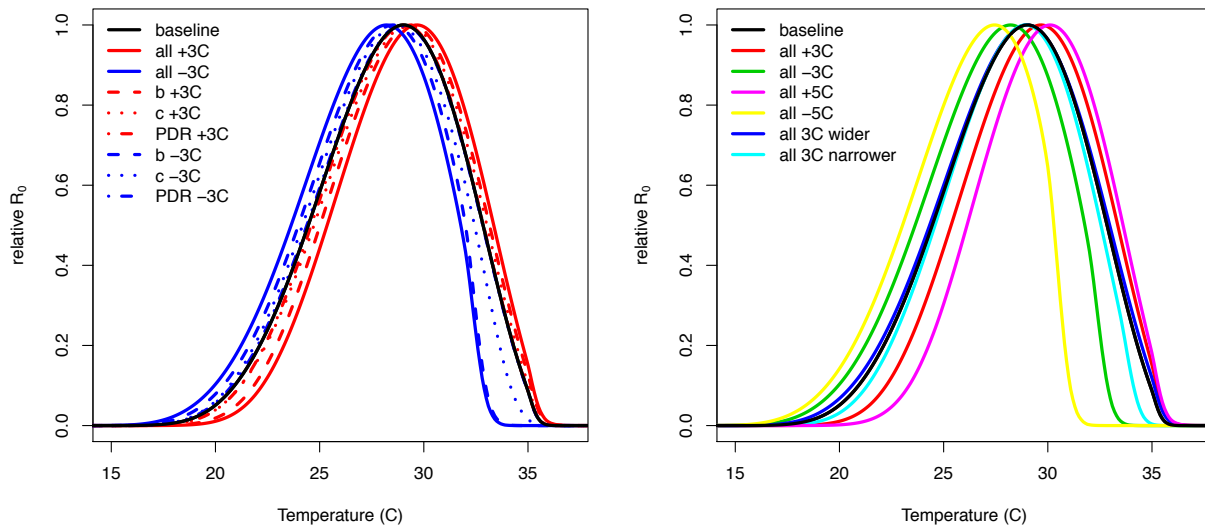 baseline
all +3C
all −3C
b +3C
c +3C
PDR +3C
b −3C
c −3C
PDR −3C
relative R0
0.0
0.2
0.4
0.6
0.8
1.0
15
20
25
30
35
Temperature (C)
baseline
all +3C
all −3C
all +5C
all −5C
all 3C wider
all 3C narrower
relative R0
0.0
0.2
0.4
0.6
0.8
1.0
15
20
25
30
35
Temperature (C)